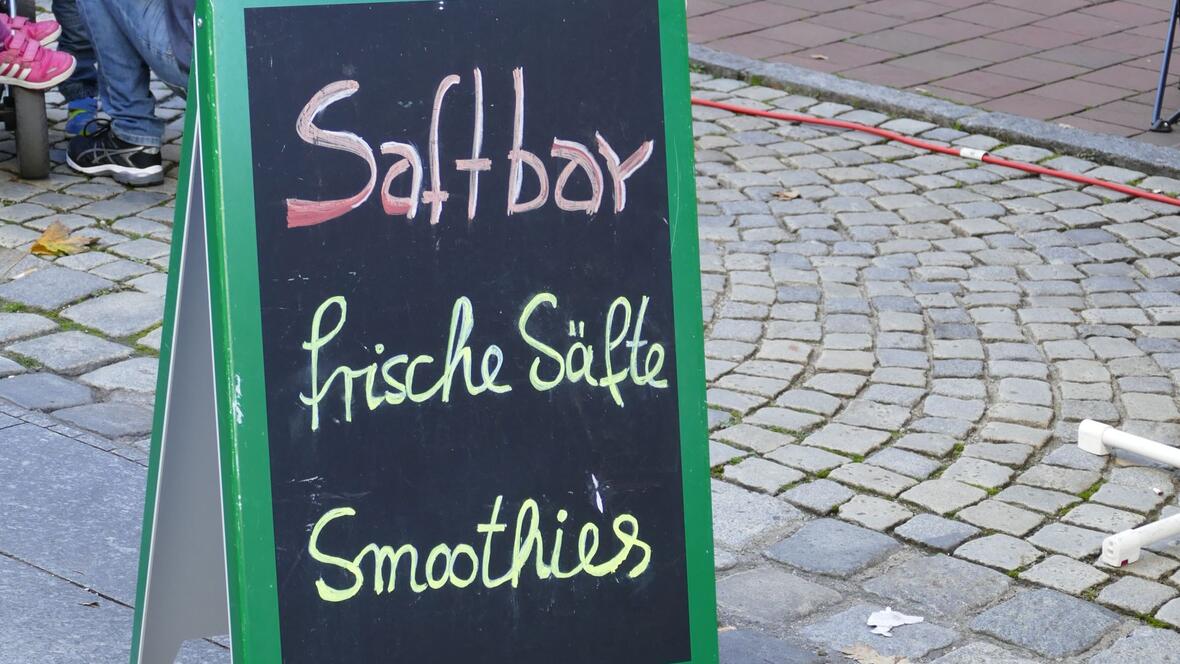 Saftbar
frische Säfte
Smoothies